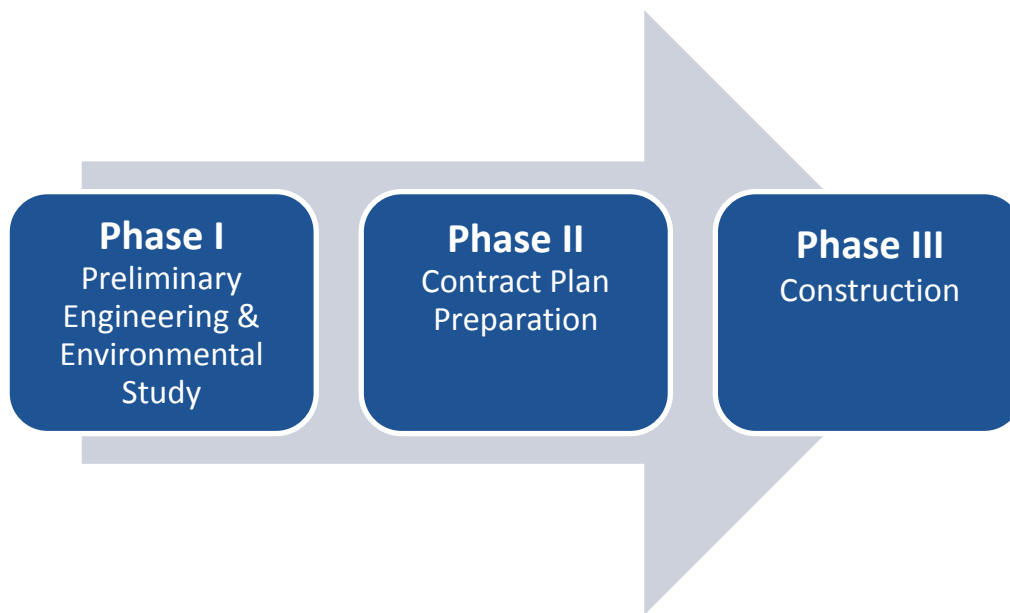 Phase I
Preliminary
Engineering &
Environmental
Study
Phase II
Contract Plan
Preparation
Phase III
Construction